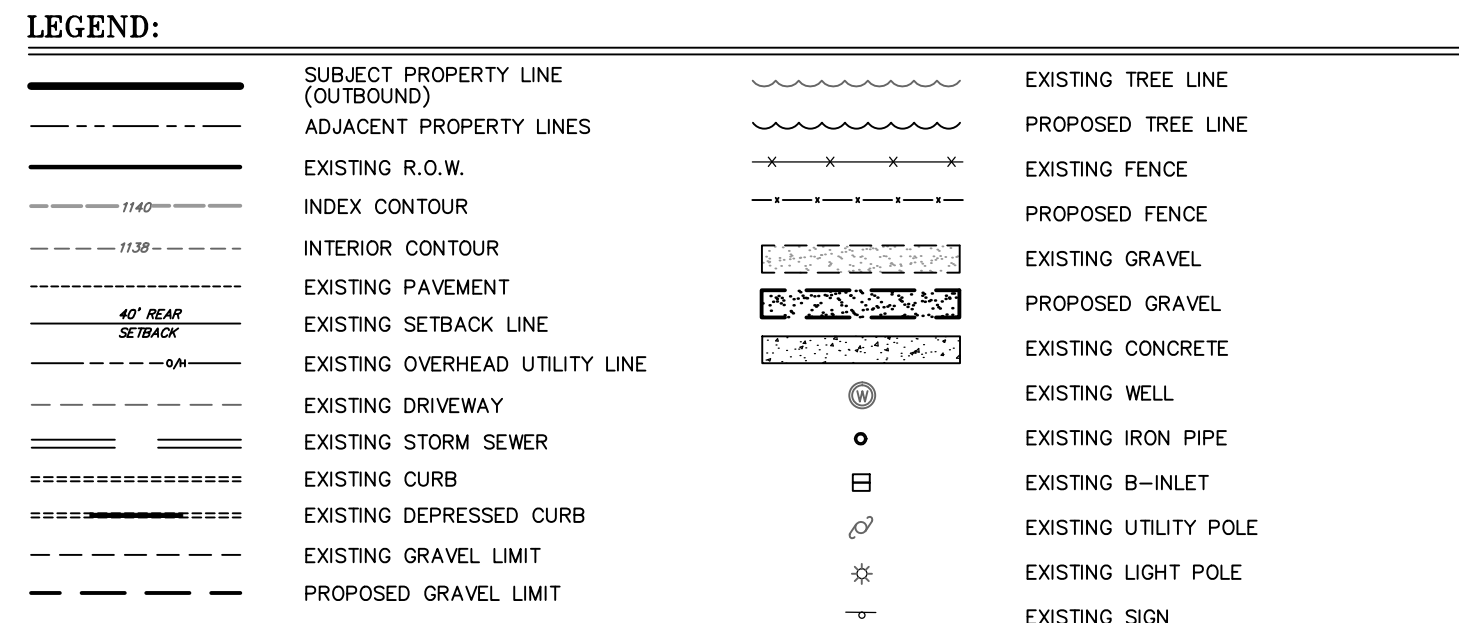 LEGEND:
SUBJECT PROPERTY LINE
(OUTBOUND)
ADJACENT PROPERTY LINES
EXISTING R.O.W.
1140
INDEX CONTOUR
1138
INTERIOR CONTOUR
EXISTING PAVEMENT
40' REAR
SETBACK
EXISTING SETBACK LINE
O/H
EXISTING OVERHEAD UTILITY LINE
EXISTING DRIVEWAY
EXISTING STORM SEWER
EXISTING CURB
EXISTING DEPRESSED CURB
EXISTING GRAVEL LIMIT
PROPOSED GRAVEL LIMIT
EXISTING TREE LINE
PROPOSED TREE LINE
EXISTING FENCE
PROPOSED FENCE
EXISTING GRAVEL
PROPOSED GRAVEL
EXISTING CONCRETE
W
EXISTING WELL
EXISTING IRON PIPE
EXISTING B-INLET
EXISTING UTILITY POLE
EXISTING LIGHT POLE
EXISTING SIGN